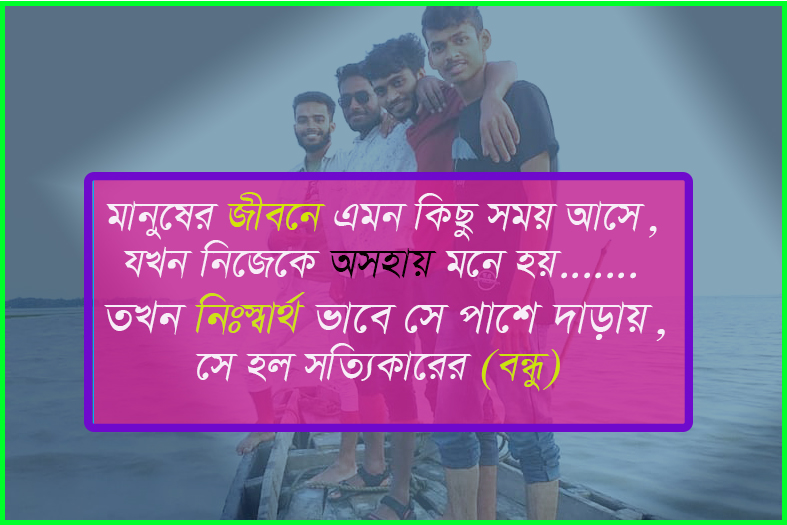 মানুষের জীবনে এমন কিছু সময় আসে,
যখন নিজেকে অসহায় মনে হয়.......
তখন নিঃস্বার্থ ভাবে সে পাশে দাড়ায়,
সে হল সত্যিকারের (বন্ধু)